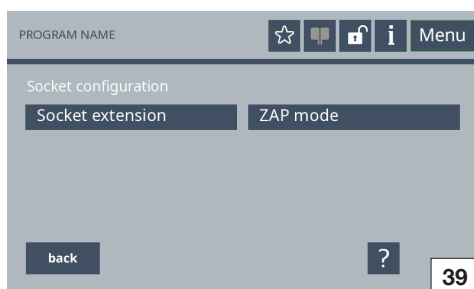 PROGRAM NAME i Menu
Socket configuration
Socket extension ZAP mode
back ?
39